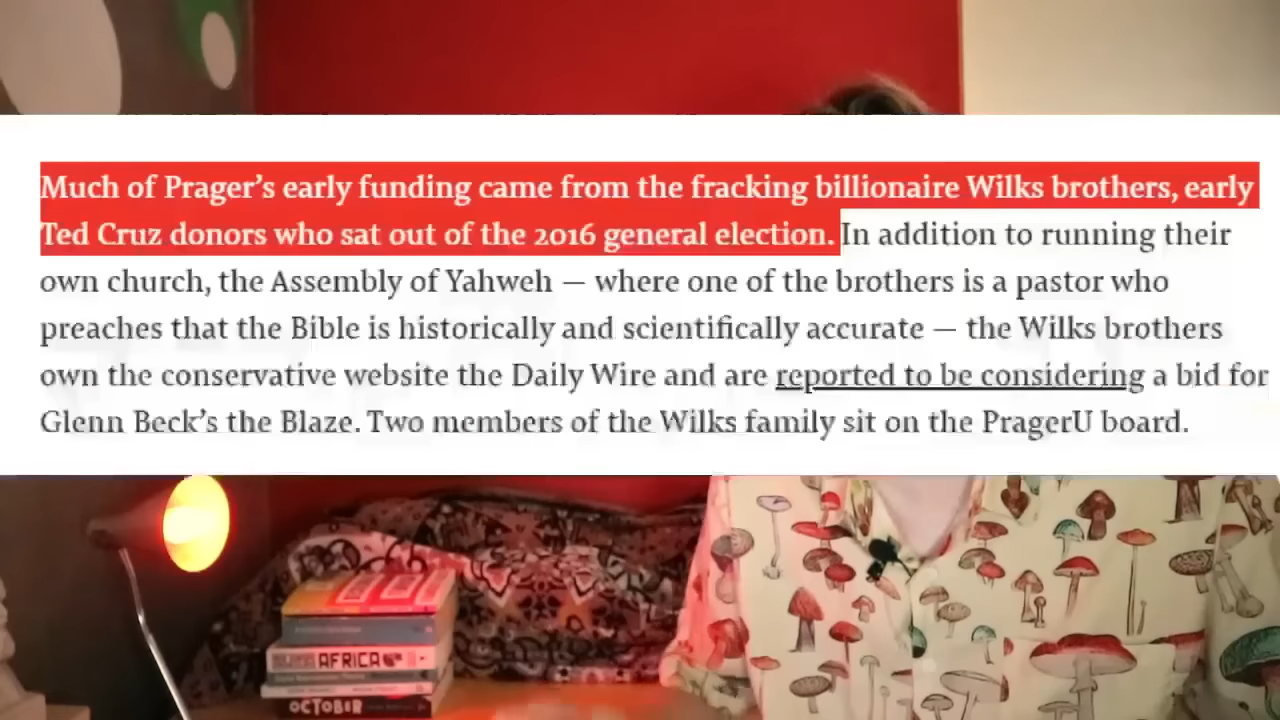 Much of Prager's early funding came from the fracking billionaire Wilks brothers, early
Ted Cruz donors who sat out of the 2016 general election. In addition to running their
own church, the Assembly of Yahweh — where one of the brothers is a pastor who
preaches that the Bible is historically and scientifically accurate — the Wilks brothers
own the conservative website the Daily Wire and are reported to be considering a bid for
Glenn Beck's the Blaze. Two members of the Wilks family sit on the PragerU board.
AFRICA
OCTOBER